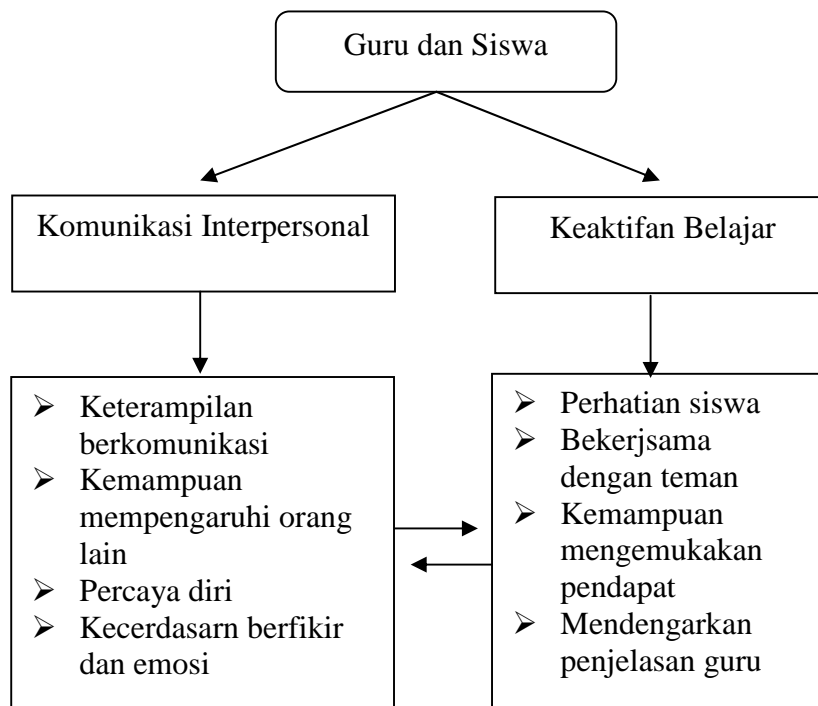 Guru dan Siswa
Komunikasi Interpersonal
Keaktifan Belajar
➢ Keterampilan
berkomunikasi
➢ Kemampuan
mempengaruhi orang
lain
➢ Percaya diri
➢ Kecerdasarn berfikir
dan emosi
➢ Perhatian siswa
➢ Bekerjsama
dengan teman
➢ Kemampuan
mengemukakan
pendapat
➢ Mendengarkan
penjelasan guru